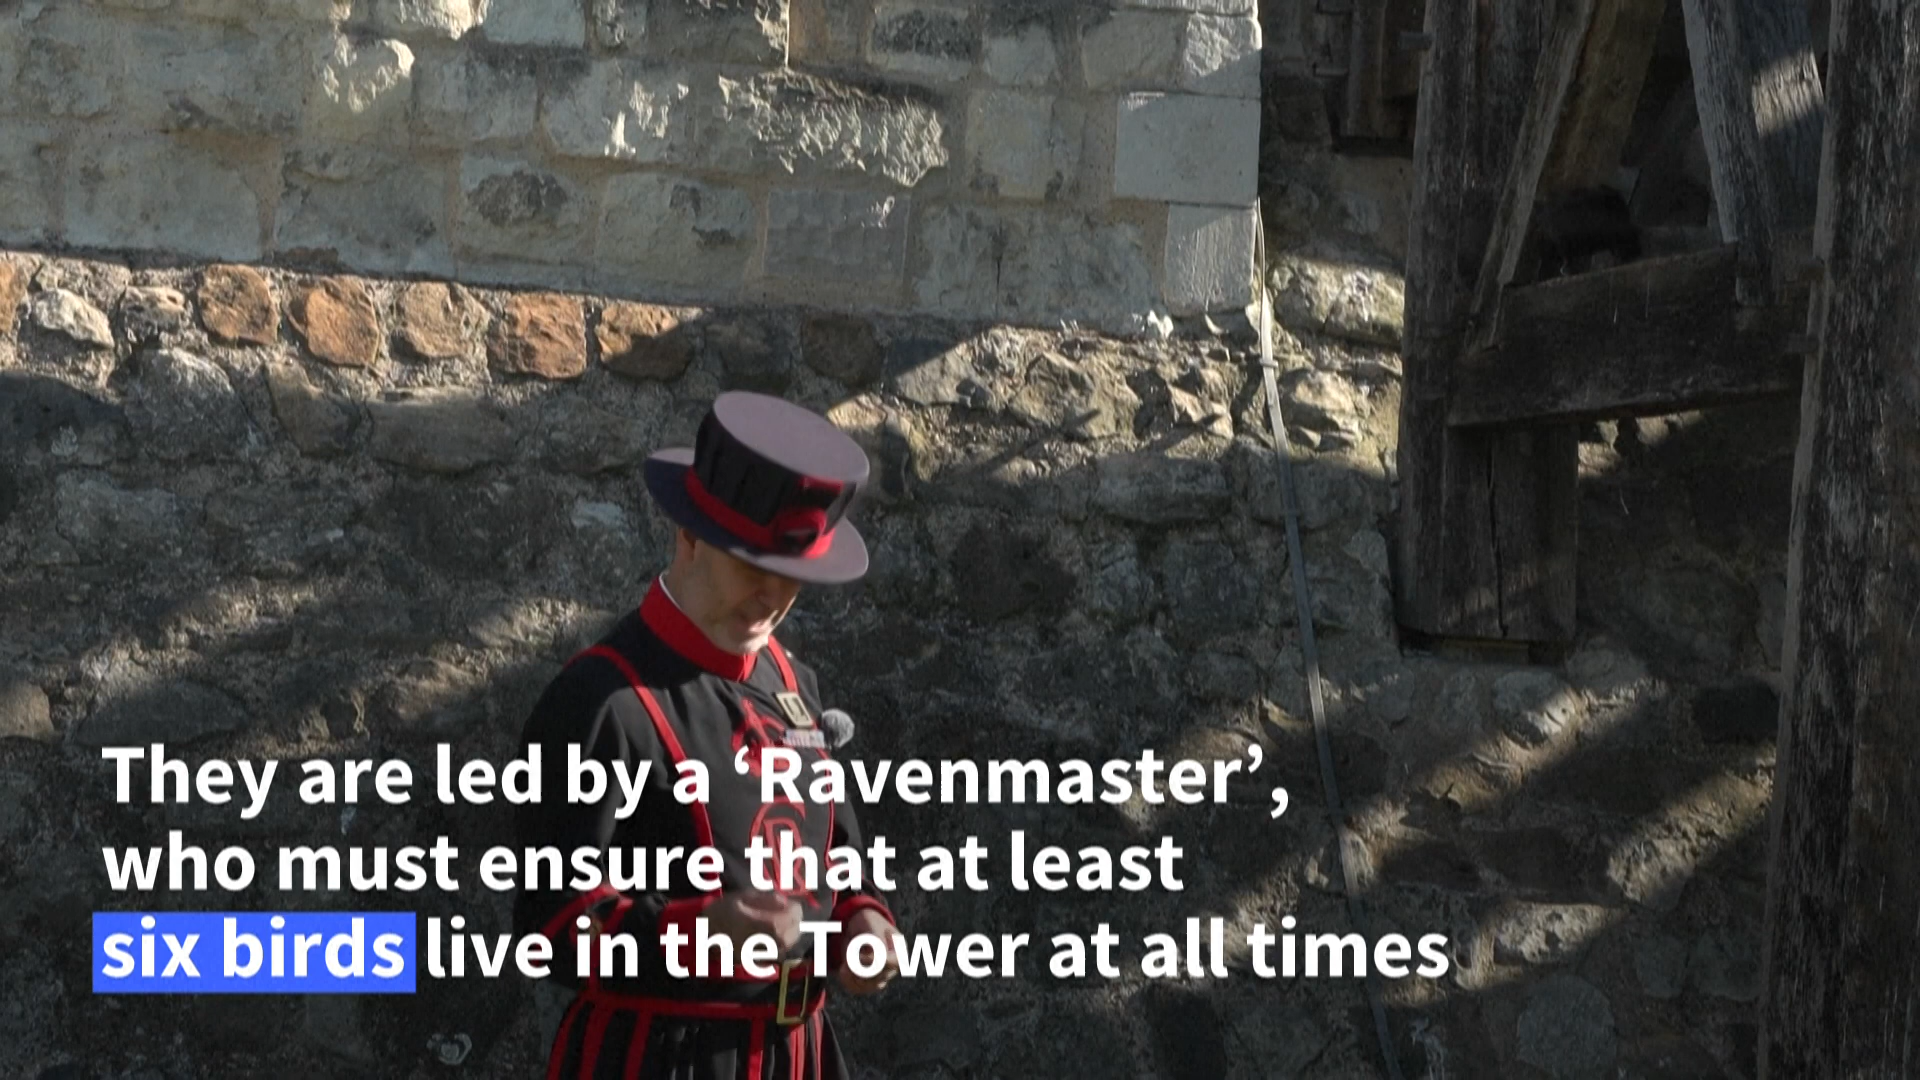 They are led by a ‘Ravenmaster’,
who must ensure that at least
six birds live in the Tower at all times